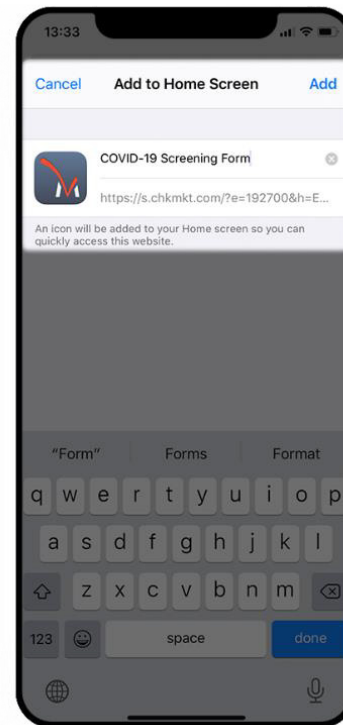 13:33
Cancel Add to Home Screen Add
COVID-19 Screening Form
https://s.chkmkt.com/?e=192700&h=E...
An icon will be added to your Home screen so you can
quickly access this website.
"Form" Forms Format
q w e r t y u i o p
a s d f g h j k l
z x c v b n m
123 space done